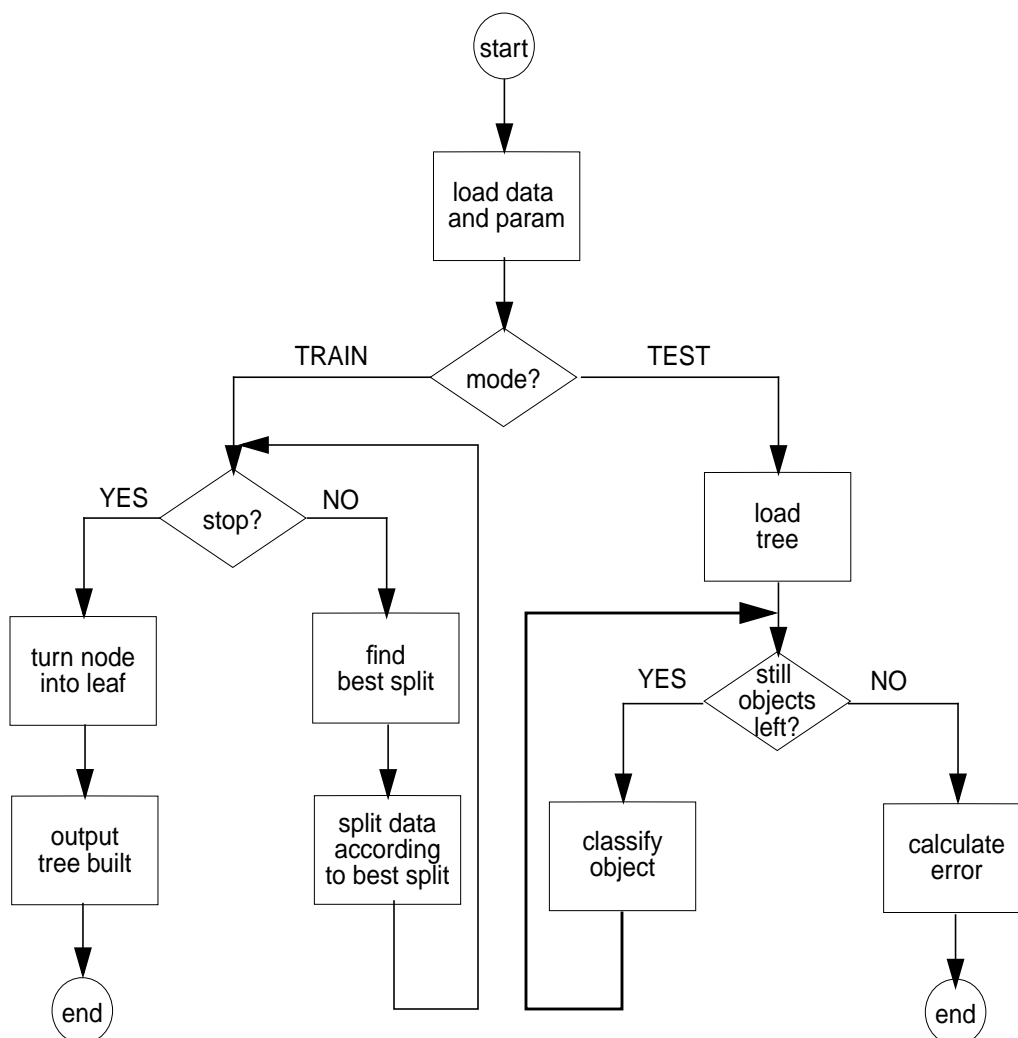 start
load data
and param
mode?
TRAIN
TEST
stop?
YES
NO
turn node
into leaf
output
tree built
end
find
best split
split data
according
to best split
load
tree
still
objects
left?
YES
NO
classify
object
calculate
error
end